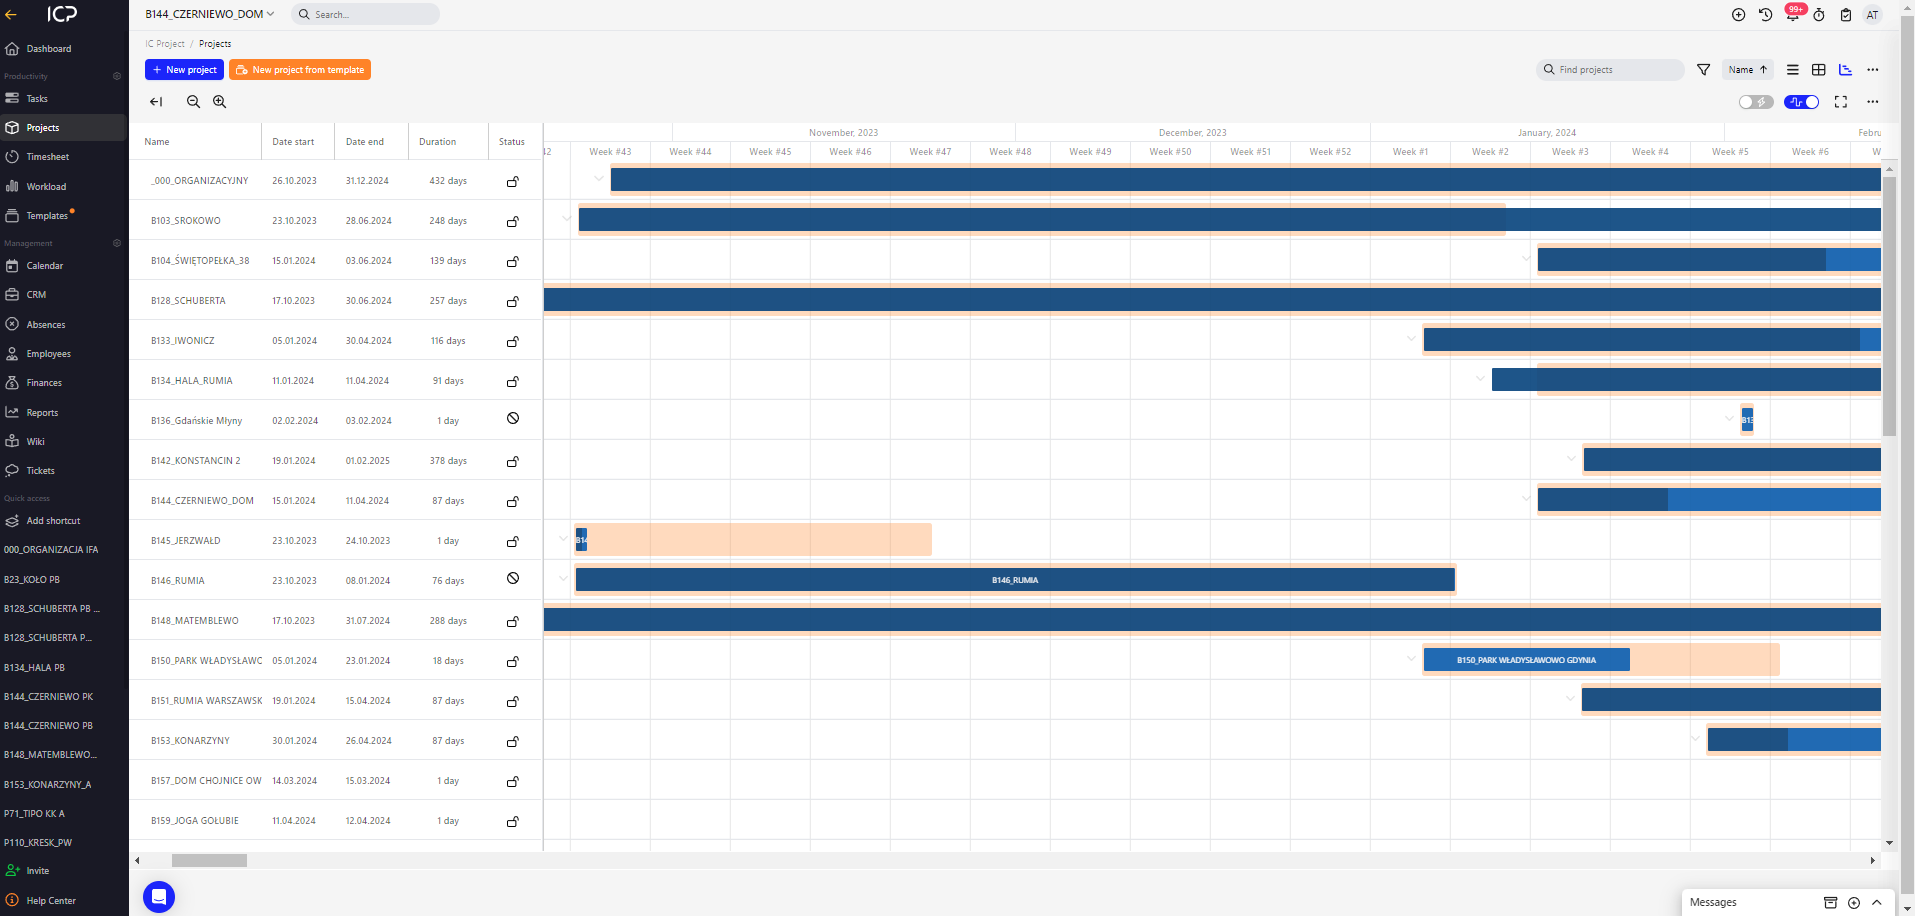 ICP
B144_CZERNIEWO_DOM
Search...
99+
AT
Dashboard
Productivity
Tasks
Projects
Timesheet
Workload
Templates
Management
Calendar
CRM
Absences
Employees
Finances
Reports
Wiki
Tickets
Quick access
Add shortcut
000_ORGANIZACJA IFA
B23_KOŁO PB
B128_SCHUBERTA PB ...
B128_SCHUBERTA P...
B134_HALA PB
B144_CZERNIEWO PK
B144_CZERNIEWO PB
B148_MATEMBLEWO...
B153_KONARZYNY_A
P71_TIPO KK A
P110_KRESK_PW
Invite
Help Center
IC Project / Projects
+ New project
New project from template
Find projects
Name
Name Date start Date end Duration Status
November, 2023 December, 2023 January, 2024 Febru
42 Week #43 Week #44 Week #45 Week #46 Week #47 Week #48 Week #49 Week #50 Week #51 Week #52 Week #1 Week #2 Week #3 Week #4 Week #5 Week #6 W
_000_ORGANIZACYJNY 26.10.2023 31.12.2024 432 days
B103_SROKOWO 23.10.2023 28.06.2024 248 days
B104_ŚWIĘTOPEŁKA_38 15.01.2024 03.06.2024 139 days
B128_SCHUBERTA 17.10.2023 30.06.2024 257 days
B133_IWONICZ 05.01.2024 30.04.2024 116 days
B134_HALA_RUMIA 11.01.2024 11.04.2024 91 days
B136_Gdańskie Młyny 02.02.2024 03.02.2024 1 day B13
B142_KONSTANCIN 2 19.01.2024 01.02.2025 378 days
B144_CZERNIEWO_DOM 15.01.2024 11.04.2024 87 days
B145_JERZWAŁD 23.10.2023 24.10.2023 1 day B14
B146_RUMIA 23.10.2023 08.01.2024 76 days B146_RUMIA
B148_MATEMBLEWO 17.10.2023 31.07.2024 288 days
B150_PARK WŁADYSŁAWC 05.01.2024 23.01.2024 18 days B150_PARK WŁADYSŁAWOWO GDYNIA
B151_RUMIA WARSZAWSK 19.01.2024 15.04.2024 87 days
B153_KONARZYNY 30.01.2024 26.04.2024 87 days
B157_DOM CHOJNICE OW 14.03.2024 15.03.2024 1 day
B159_JOGA GOŁUBIE 11.04.2024 12.04.2024 1 day
Messages